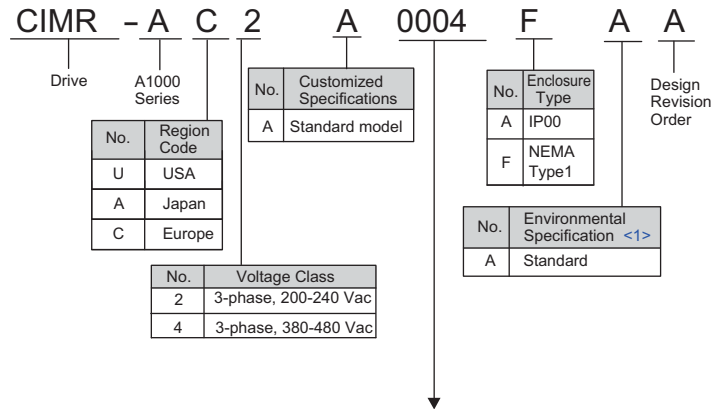 CIMR - A C 2 A 0004 F A A
Drive
A1000
Series
Design
Revision
Order
No. Customized
Specifications
A Standard model
No. Enclosure
Type
A IP00
F NEMA
Type1
No. Region
Code
U USA
A Japan
C Europe
No. Environmental
Specification <1>
A Standard
No. Voltage Class
2 3-phase, 200-240 Vac
4 3-phase, 380-480 Vac